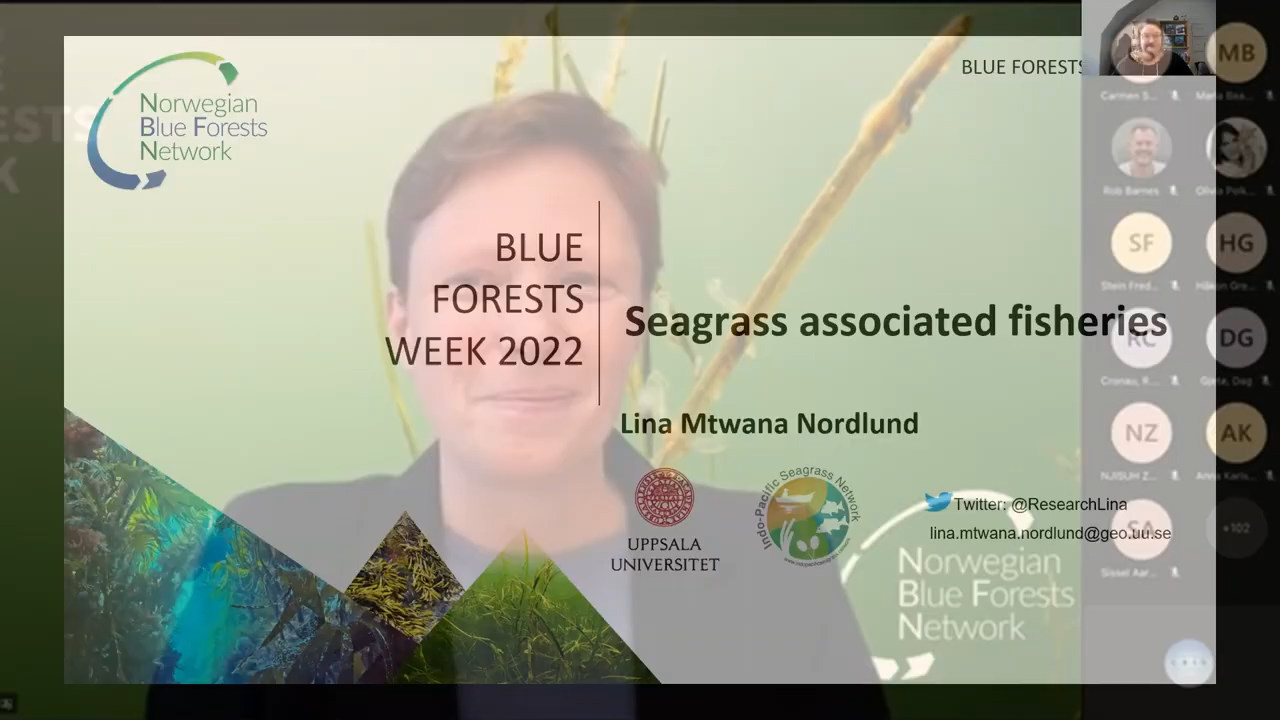 BLUE FORESTS
MB
Norwegian
Blue Forests
Network
Rob Barnes
SF
HG
BLUE
FORESTS
WEEK 2022
Seagrass associated fisheries
RC
DG
Lina Mtwana Nordlund
NZ
AK
Indo-Pacific Seagrass Network
Twitter: @ResearchLina
lina.mtwana.nordlund@geo.uu.se
SA
+102
UPPSALA
UNIVERSITET
Norwegian
Blue Forests
Network